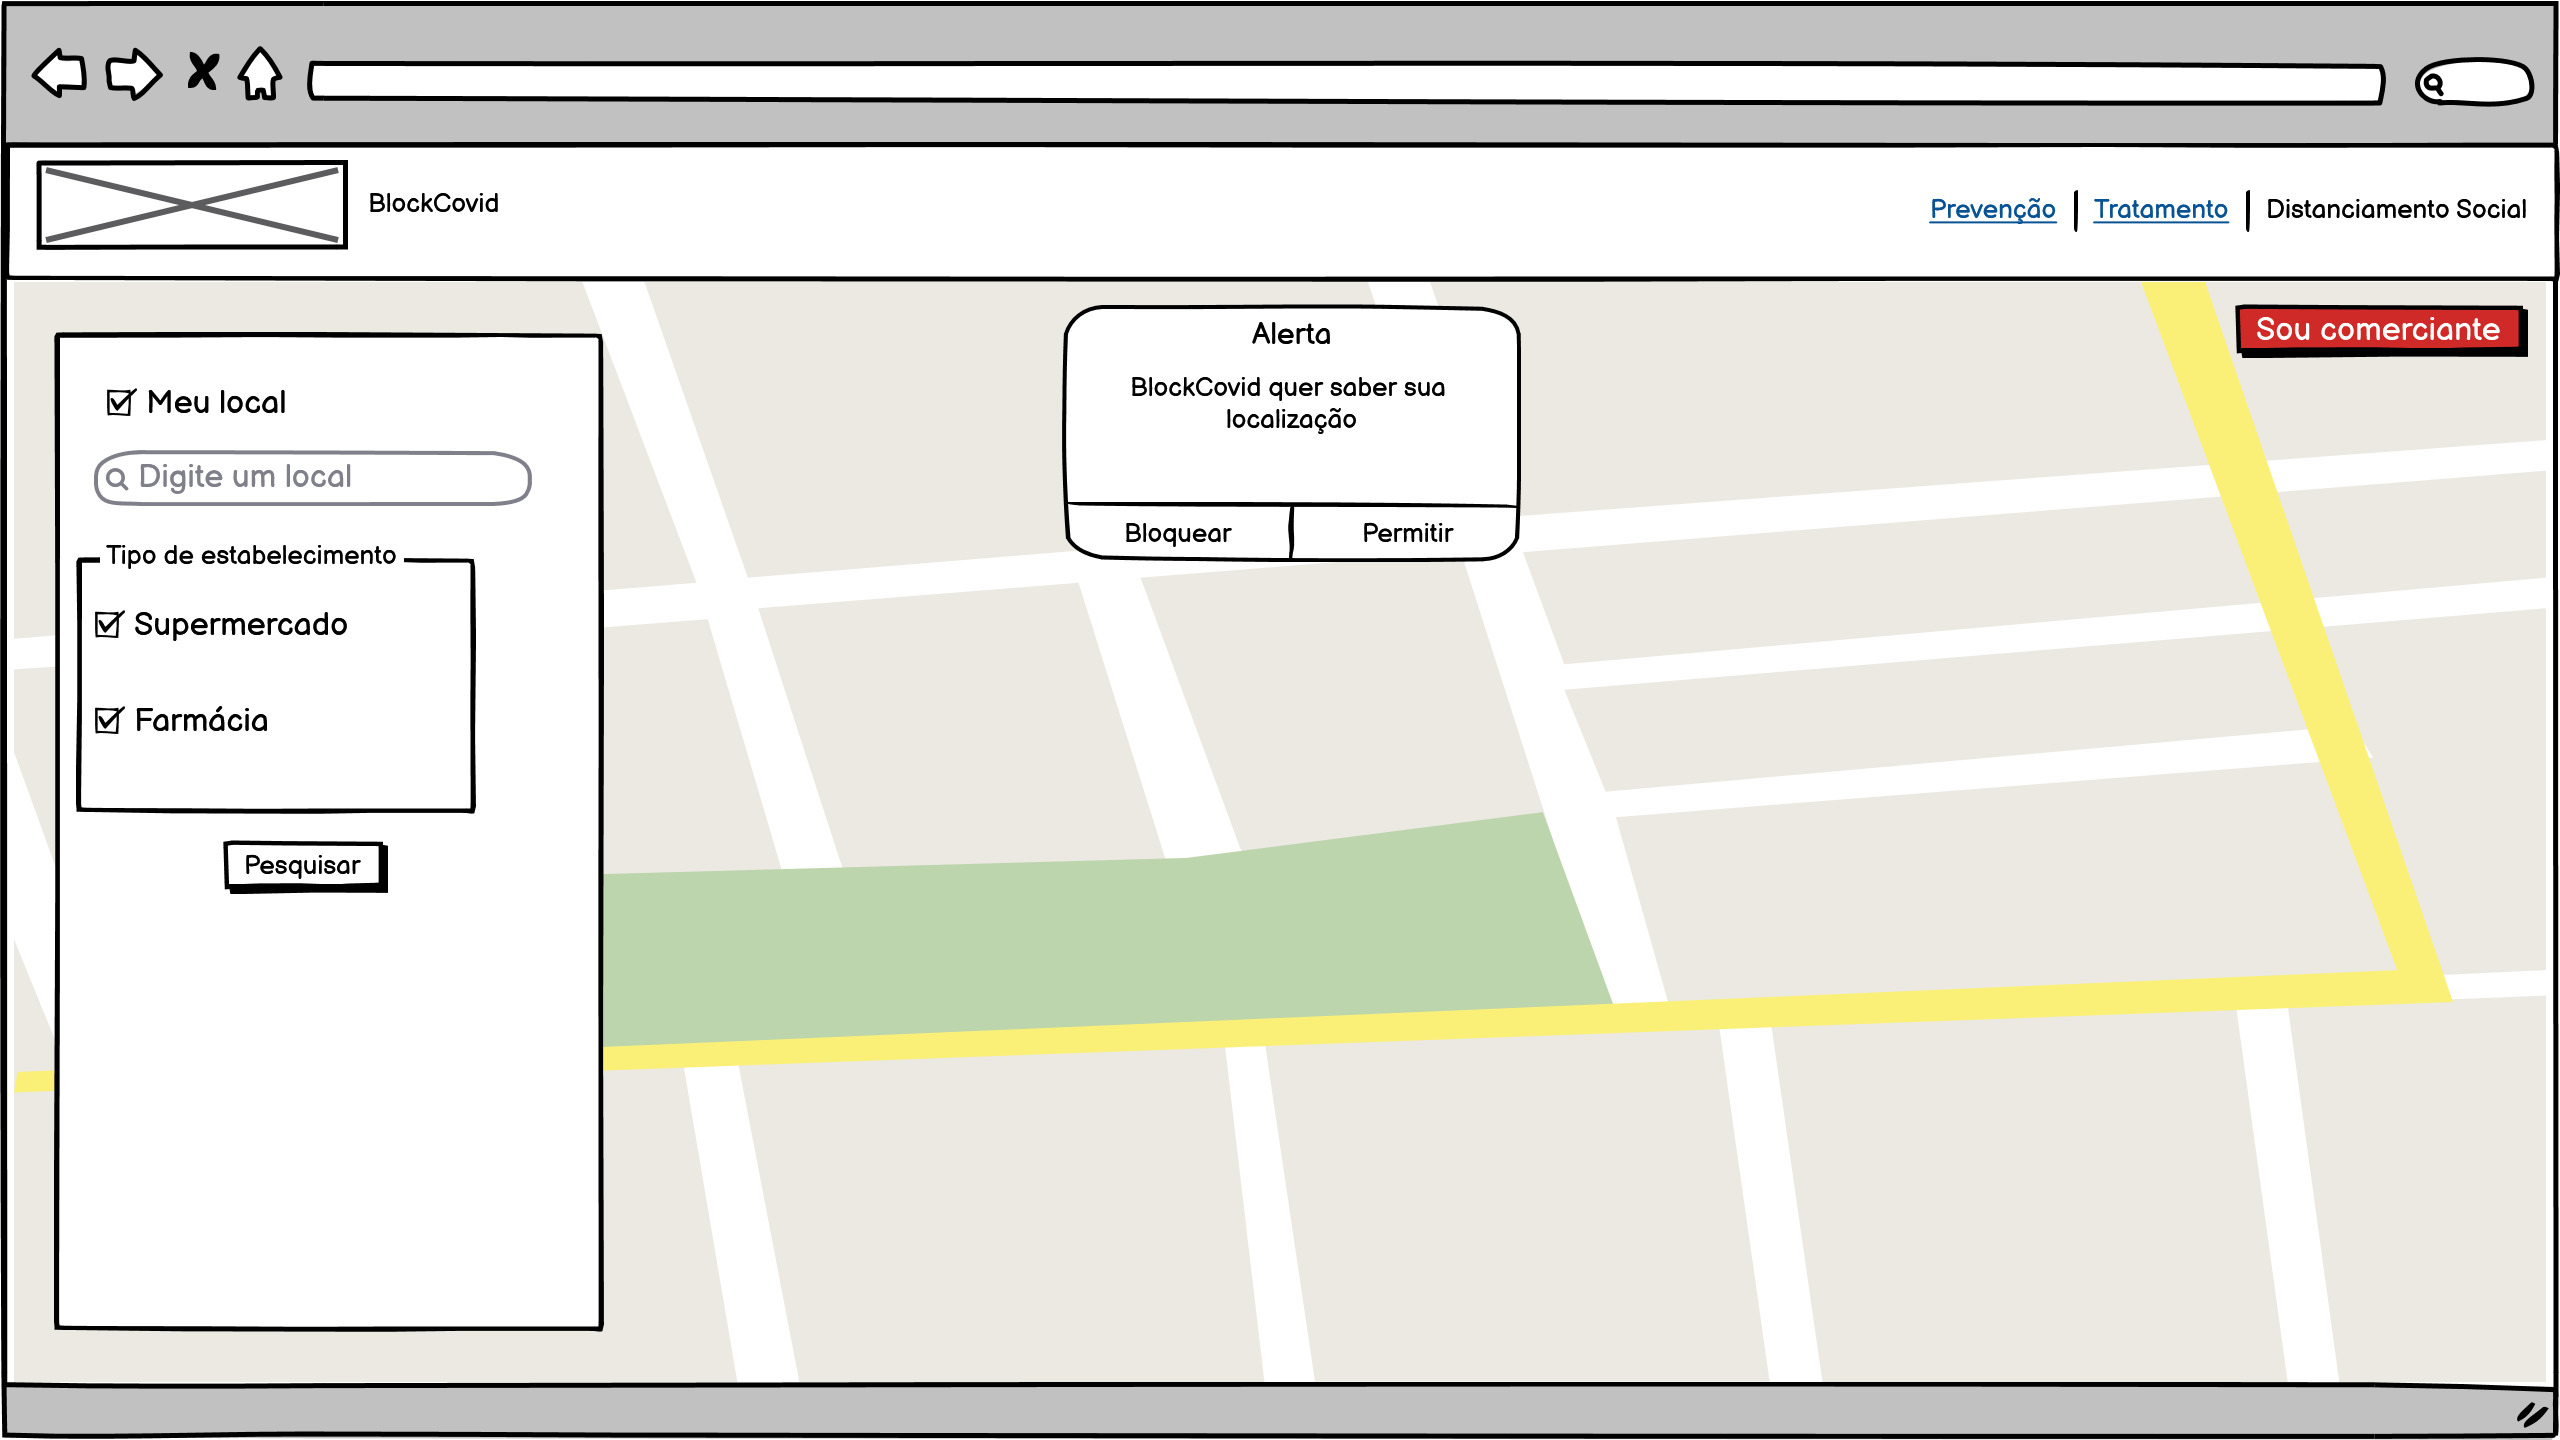 BlockCovid
Prevenção
Tratamento
Distanciamento Social
Sou comerciante
Meu local
Digite um local
Tipo de estabelecimento
Supermercado
Farmácia
Pesquisar
Alerta
BlockCovid quer saber sua
localização
Bloquear
Permitir